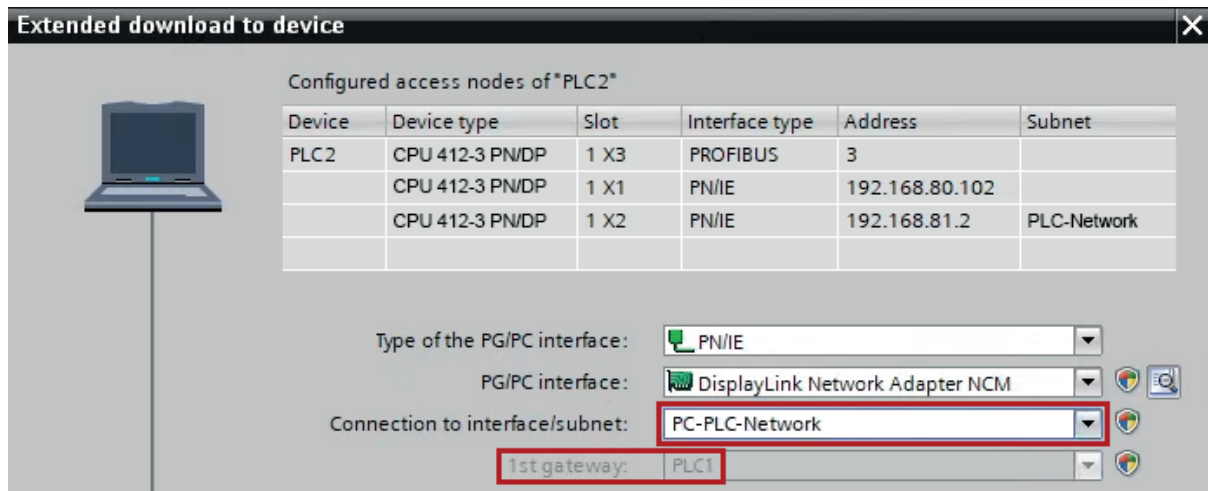 Extended download to device
Configured access nodes of "PLC2"
Device Device type Slot Interface type Address Subnet
PLC2 CPU 412-3 PN/DP 1 X3 PROFIBUS 3
CPU 412-3 PN/DP 1 X1 PN/IE 192.168.80.102
CPU 412-3 PN/DP 1 X2 PN/IE 192.168.81.2 PLC-Network
Type of the PG/PC interface: PN/IE
PG/PC interface: DisplayLink Network Adapter NCM
Connection to interface/subnet: PC-PLC-Network
1st gateway: PLC1